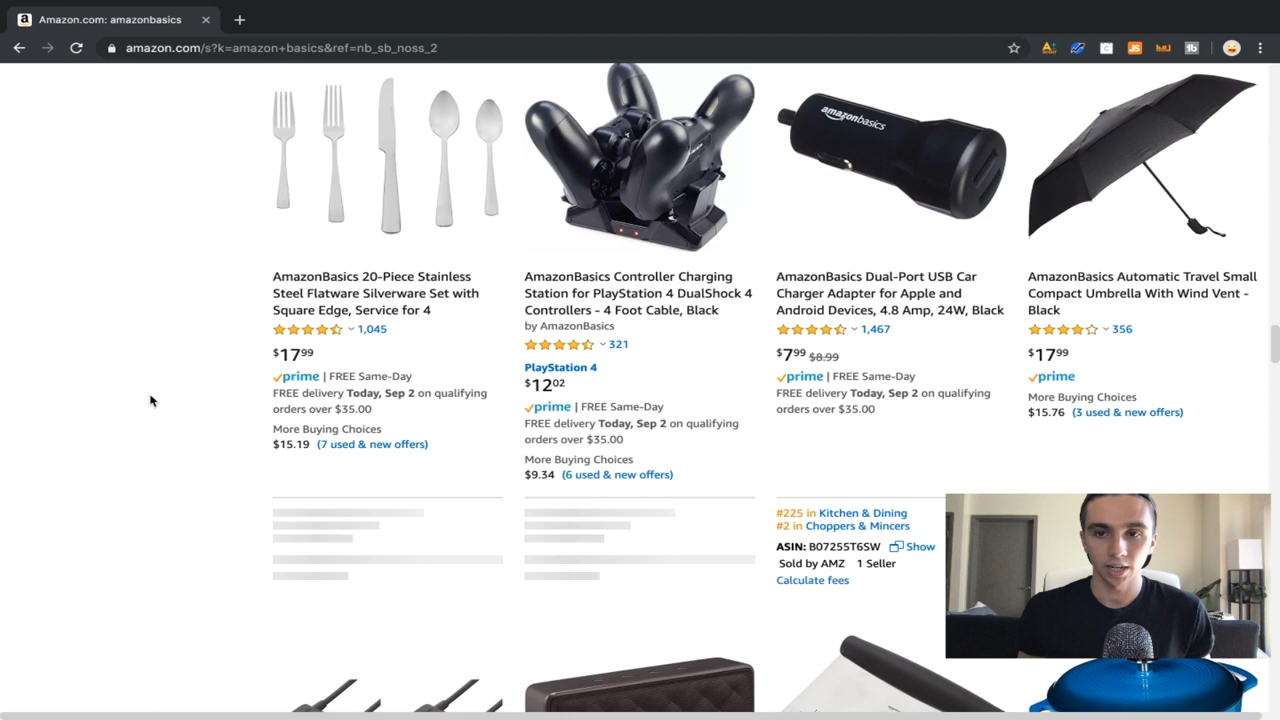 Amazon.com: amazonbasics
amazon.com/s?k=amazon+basics&ref=nb_sb_noss_2
amazonbasics
AmazonBasics 20-Piece Stainless
Steel Flatware Silverware Set with
Square Edge, Service for 4
1,045
$1799
prime | FREE Same-Day
FREE delivery Today, Sep 2 on qualifying
orders over $35.00
More Buying Choices
$15.19 (7 used & new offers)
AmazonBasics Controller Charging
Station for PlayStation 4 DualShock 4
Controllers - 4 Foot Cable, Black
by AmazonBasics
321
PlayStation 4
$1202
prime | FREE Same-Day
FREE delivery Today, Sep 2 on qualifying
orders over $35.00
More Buying Choices
$9.34 (6 used & new offers)
AmazonBasics Dual-Port USB Car
Charger Adapter for Apple and
Android Devices, 4.8 Amp, 24W, Black
1,467
$799 $8.99
prime | FREE Same-Day
FREE delivery Today, Sep 2 on qualifying
orders over $35.00
AmazonBasics Automatic Travel Small
Compact Umbrella With Wind Vent -
Black
356
$1799
prime
More Buying Choices
$15.76 (3 used & new offers)
#225 in Kitchen & Dining
#2 in Choppers & Mincers
ASIN: B07255T6SW Show
Sold by AMZ 1 Seller
Calculate fees